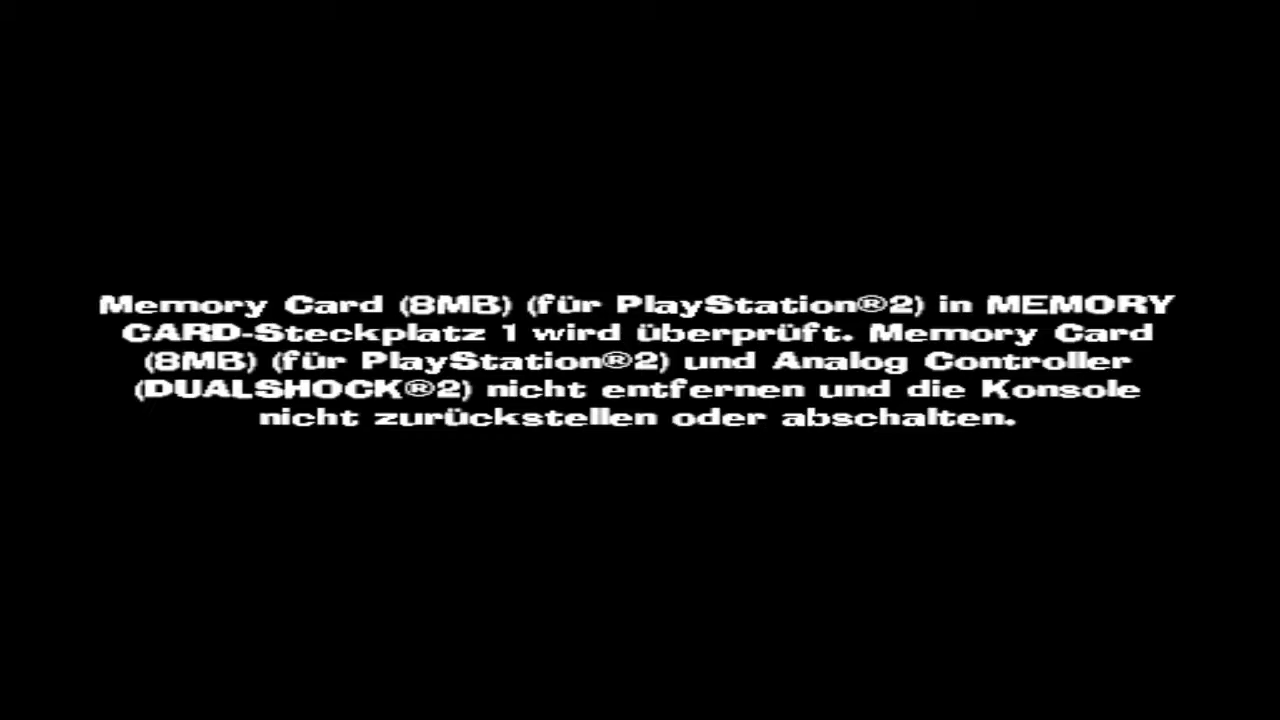 Memory Card (8MB) (für PlayStation®2) in MEMORY
CARD-Steckplatz 1 wird überprüft. Memory Card
(8MB) (für PlayStation®2) und Analog Controller
(DUALSHOCK®2) nicht entfernen und die Konsole
nicht zurückstellen oder abschalten.